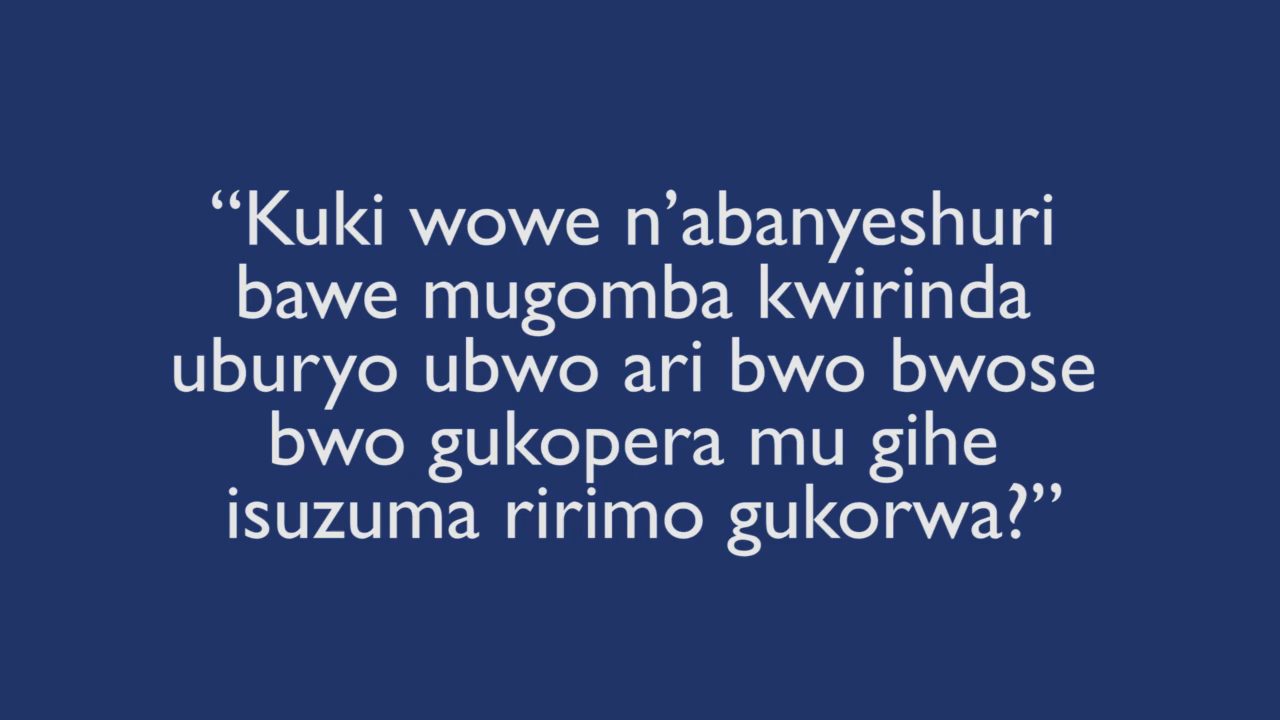 “Kuki wowe n’abanyeshuri
bawe mugomba kwirinda
uburyo ubwo ari bwo bwose
bwo gukopera mu gihe
isuzuma ririmo gukorwa?”